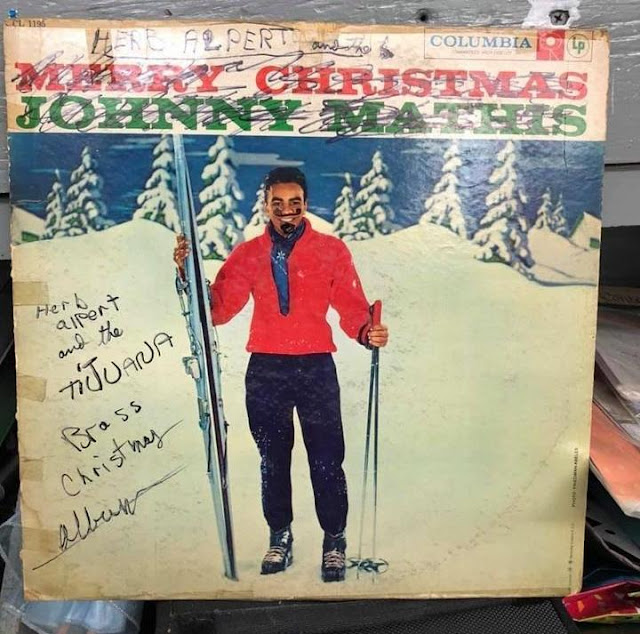 CL 1195
HERB ALPERT and the
COLUMBIA Lp
MERRY CHRISTMAS
JOHNNY MATHIS
Herb
alpert
and the
TIJUANA
Brass
Christmas
album